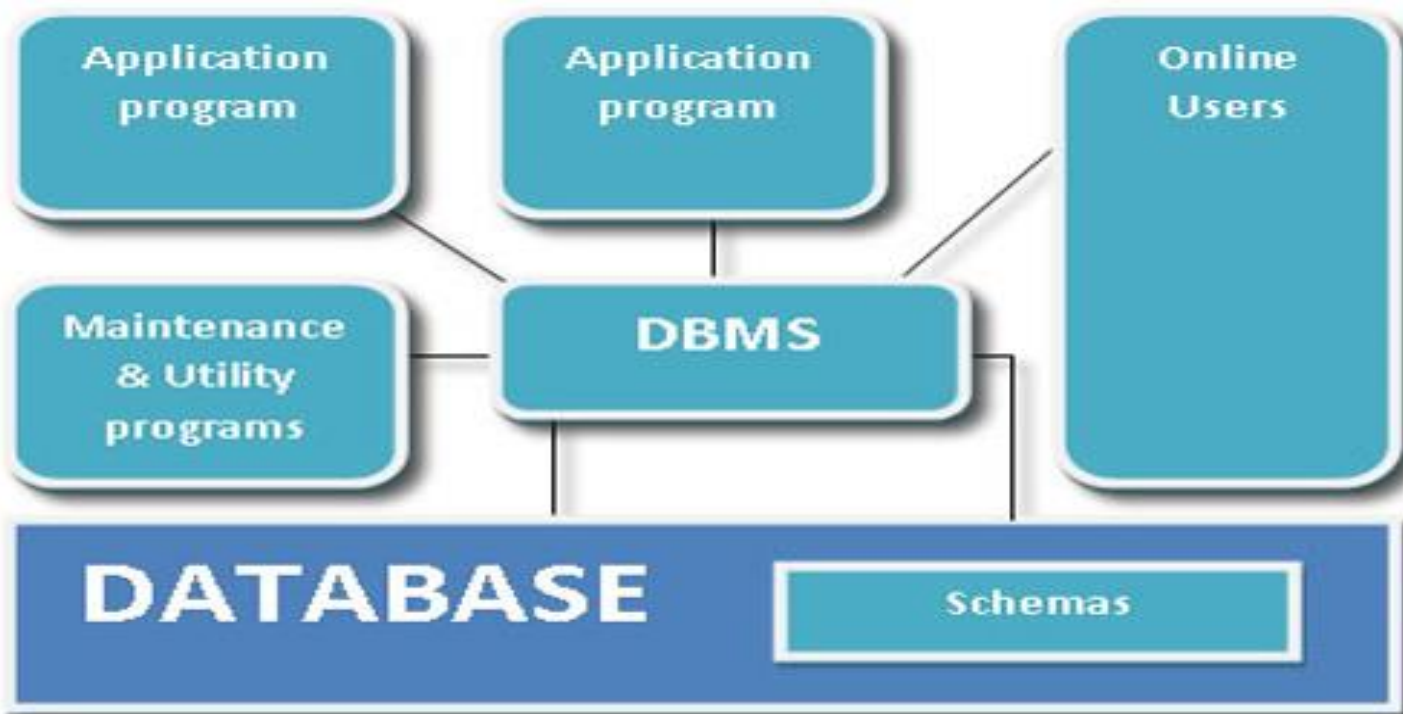 Application
program
Application
program
Online
Users
Maintenance
& Utility
programs
DBMS
DATABASE
Schemas